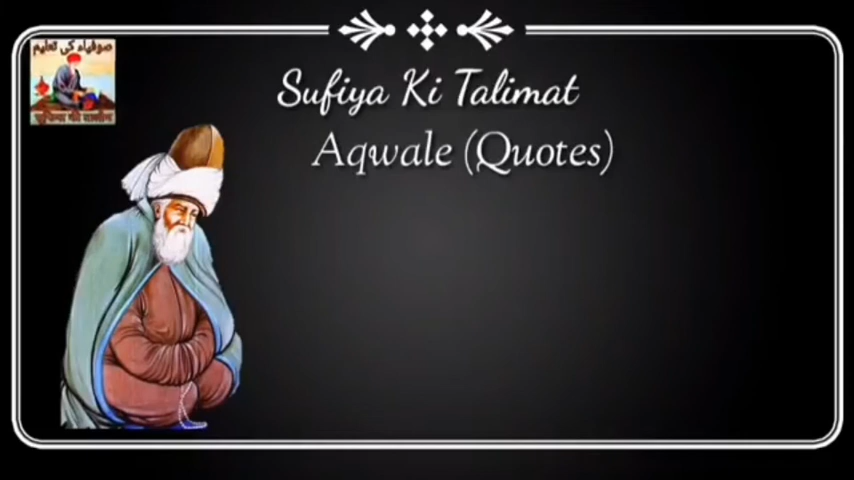 صوفیاء کی تعلیم
Sufiya Ki Talimat
Aqwale (Quotes)
सूफिया की तालीम